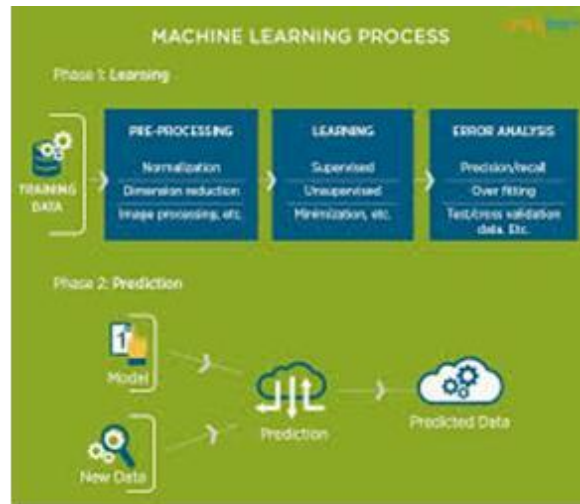 MACHINE LEARNING PROCESS
Phase 1: Learning
TRAINING
DATA
PRE-PROCESSING
Normalization
Dimension reduction
Image processing, etc.
LEARNING
Supervised
Unsupervised
Minimization, etc.
ERROR ANALYSIS
Precision/recall
Over fitting
Test/cross validation
data, Etc.
Phase 2: Prediction
1
Model
New Data
Prediction
Predicted Data